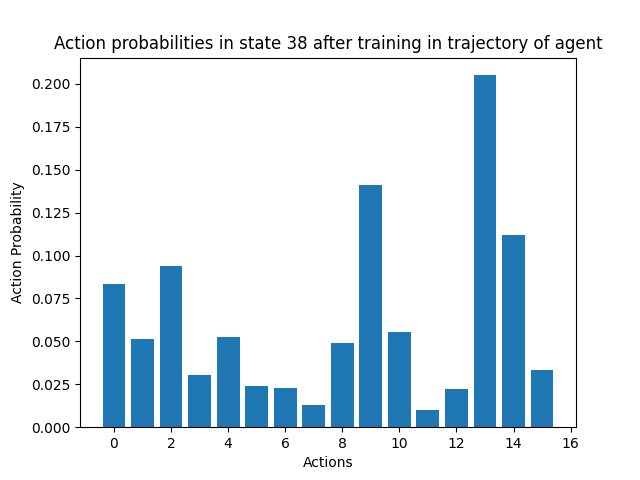 Action probabilities in state 38 after training in trajectory of agent
0.200
0.175
0.150
0.125
0.100
0.075
0.050
0.025
0.000
Action Probability
0 2 4 6 8 10 12 14 16
Actions